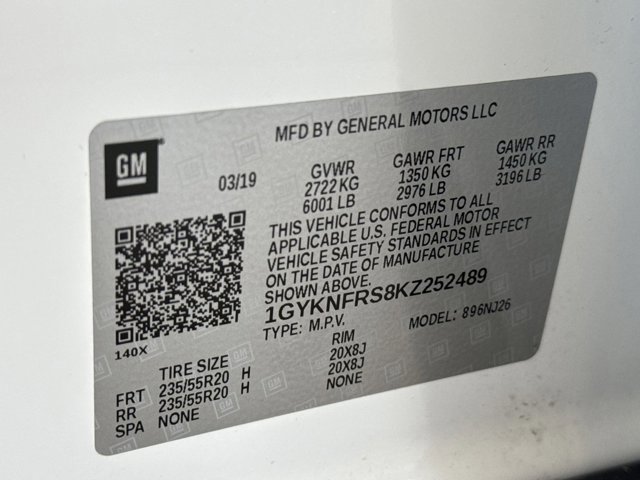 MFD BY GENERAL MOTORS LLC
GM
03/19
GVWR
2722 KG
6001 LB
GAWR FRT
1350 KG
2976 LB
GAWR RR
1450 KG
3196 LB
THIS VEHICLE CONFORMS TO ALL
APPLICABLE U.S. FEDERAL MOTOR
VEHICLE SAFETY STANDARDS IN EFFECT
ON THE DATE OF MANUFACTURE
SHOWN ABOVE.
1GYKNFRS8KZ252489
TYPE: M.P.V. MODEL: 896NJ26
140X
TIRE SIZE RIM
FRT 235/55R20 H 20X8J
RR 235/55R20 H 20X8J
SPA NONE NONE